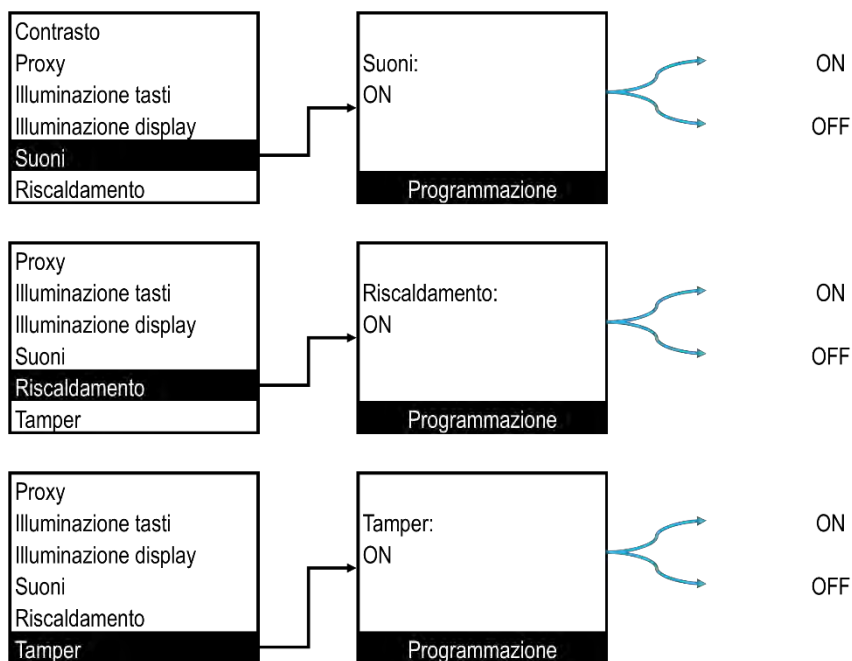 Contrasto
Proxy
Illuminazione tasti
Illuminazione display
Suoni
Riscaldamento
Suoni:
ON
Programmazione
ON
OFF
Proxy
Illuminazione tasti
Illuminazione display
Suoni
Riscaldamento
Tamper
Riscaldamento:
ON
Programmazione
ON
OFF
Proxy
Illuminazione tasti
Illuminazione display
Suoni
Riscaldamento
Tamper
Tamper:
ON
Programmazione
ON
OFF